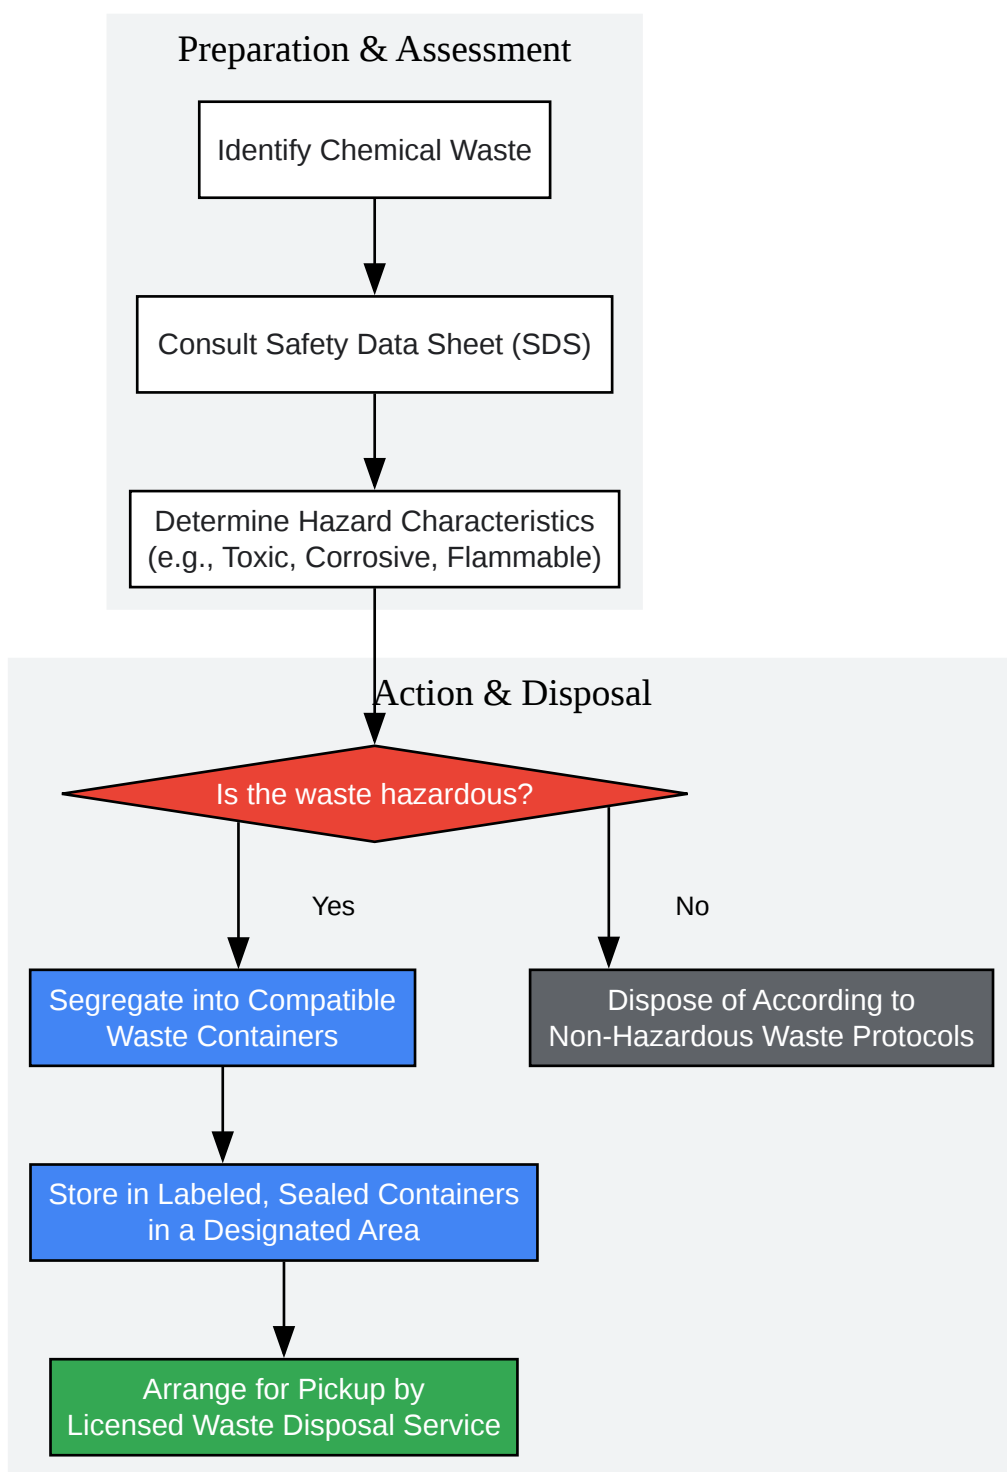 Preparation & Assessment
Identify Chemical Waste
Consult Safety Data Sheet (SDS)
Determine Hazard Characteristics
(e.g., Toxic, Corrosive, Flammable)
Action & Disposal
Is the waste hazardous?
Yes
No
Segregate into Compatible
Waste Containers
Dispose of According to
Non-Hazardous Waste Protocols
Store in Labeled, Sealed Containers
in a Designated Area
Arrange for Pickup by
Licensed Waste Disposal Service